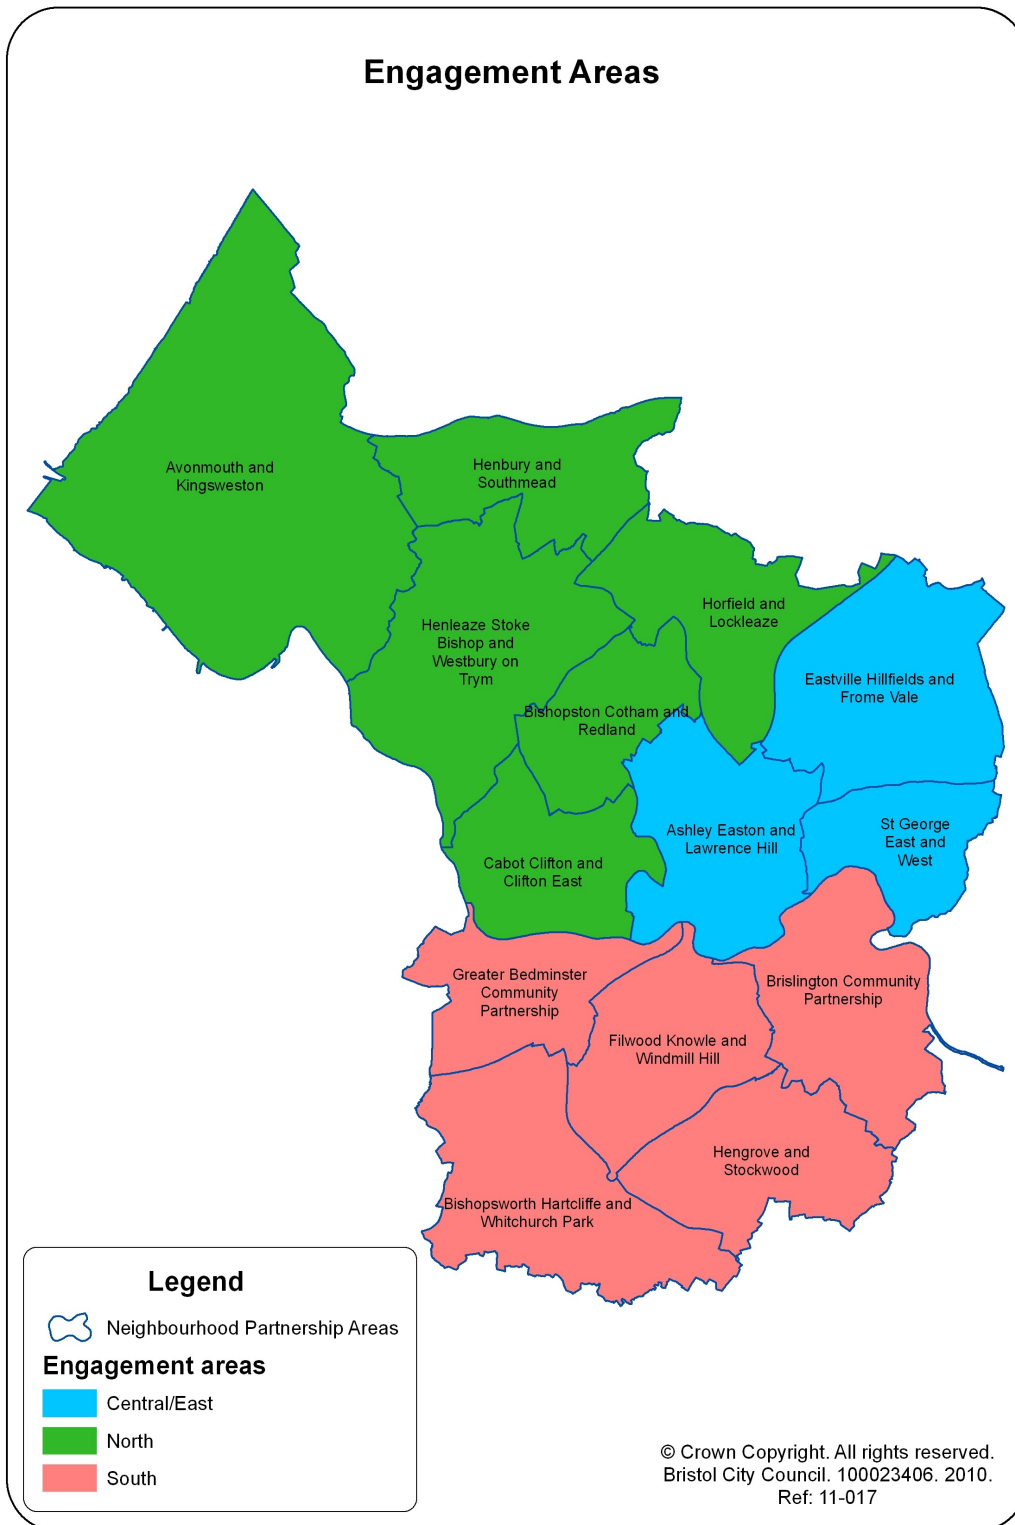 Engagement Areas
Avonmouth and
Kingsweston
Henbury and
Southmead
Horfield and
Lockleaze
Henleaze Stoke
Bishop and
Westbury on
Trym
Eastville Hillfields and
Frome Vale
Bishopston Cotham and
Redland
Ashley Easton and
Lawrence Hill
St George
East and
West
Cabot Clifton and
Clifton East
Greater Bedminster
Community
Partnership
Brislington Community
Partnership
Filwood Knowle and
Windmill Hill
Hengrove and
Stockwood
Bishopsworth Hartcliffe and
Whitchurch Park
Legend
Neighbourhood Partnership Areas
Engagement areas
Central/East
North
South
© Crown Copyright. All rights reserved.
Bristol City Council. 100023406. 2010.
Ref: 11-017